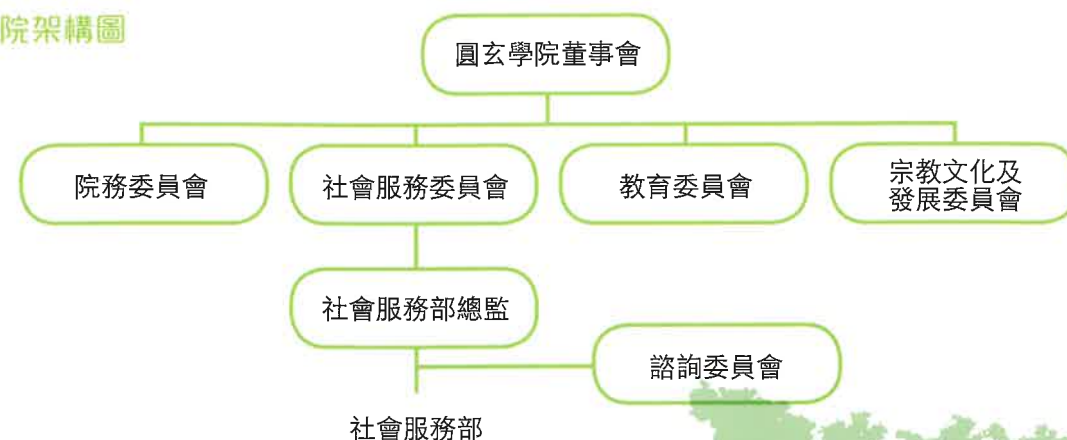 院架構圖
圓玄學院董事會
院務委員會
社會服務委員會
教育委員會
宗教文化及
發展委員會
社會服務部總監
諮詢委員會
社會服務部